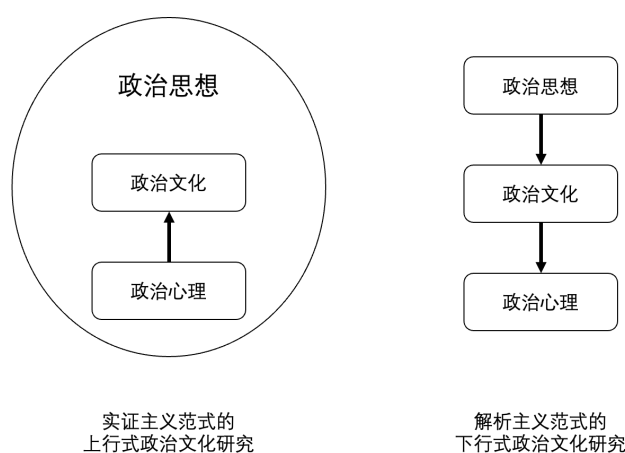 政治思想
政治文化
政治心理
实证主义范式的
上行式政治文化研究
政治思想
政治文化
政治心理
解析主义范式的
下行式政治文化研究